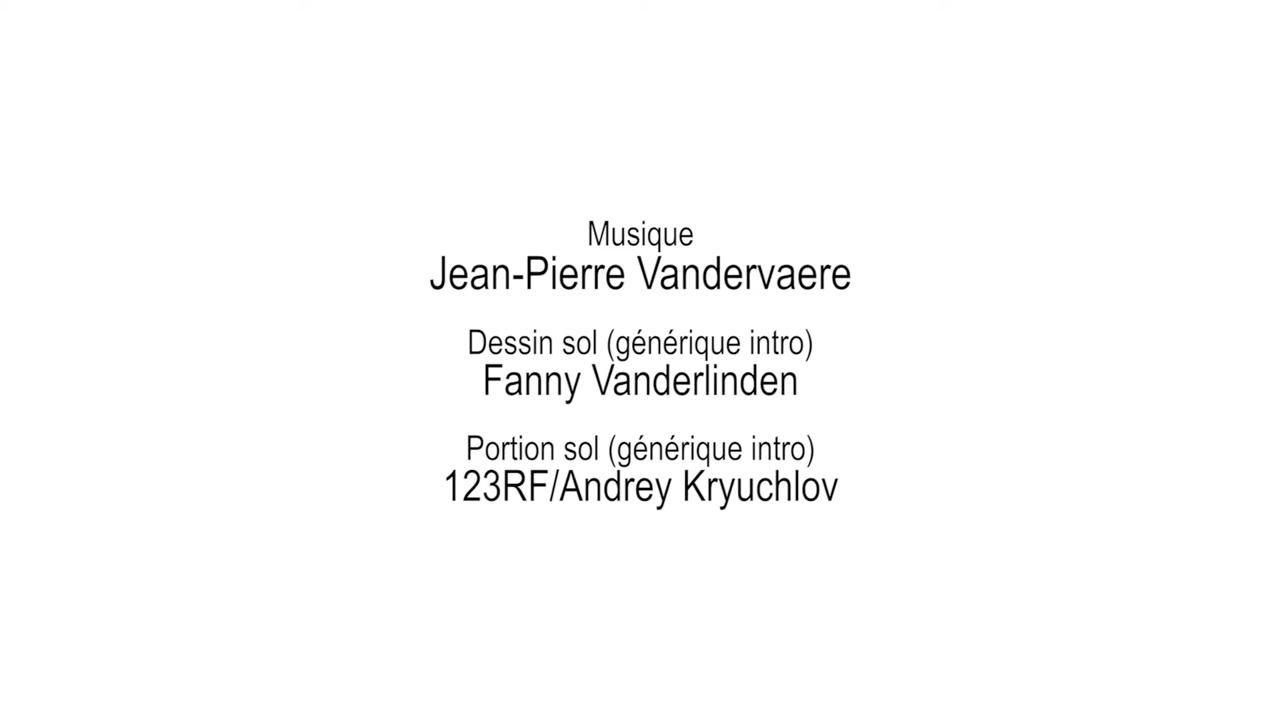 Musique
Jean-Pierre Vandervaere
Dessin sol (générique intro)
Fanny Vanderlinden
Portion sol (générique intro)
123RF/Andrey Kryuchlov